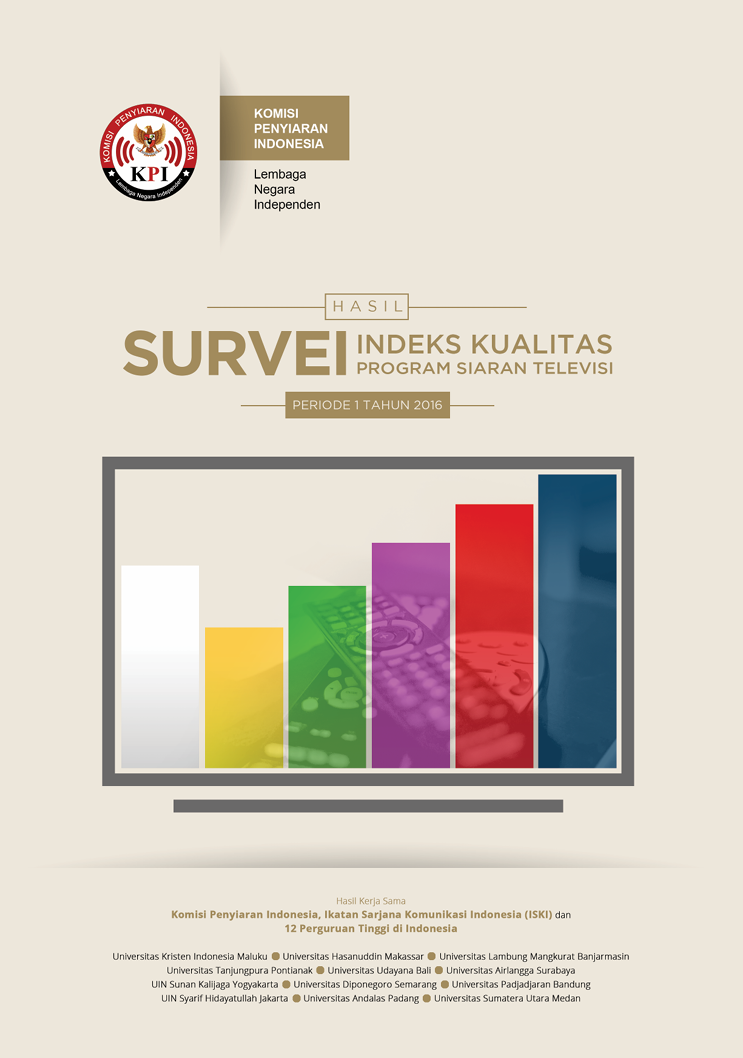 KOMISI PENYIARAN INDONESIA
KPI
Lembaga Negara Independen
KOMISI
PENYIARAN
INDONESIA
Lembaga
Negara
Independen
HASIL
SURVEI INDEKS KUALITAS
PROGRAM SIARAN TELEVISI
PERIODE 1 TAHUN 2016
Hasil Kerja Sama
Komisi Penyiaran Indonesia, Ikatan Sarjana Komunikasi Indonesia (ISKI) dan
12 Perguruan Tinggi di Indonesia
Universitas Kristen Indonesia Maluku ● Universitas Hasanuddin Makassar ● Universitas Lambung Mangkurat Banjarmasin
Universitas Tanjungpura Pontianak ● Universitas Udayana Bali ● Universitas Airlangga Surabaya
UIN Sunan Kalijaga Yogyakarta ● Universitas Diponegoro Semarang ● Universitas Padjadjaran Bandung
UIN Syarif Hidayatullah Jakarta ● Universitas Andalas Padang ● Universitas Sumatera Utara Medan